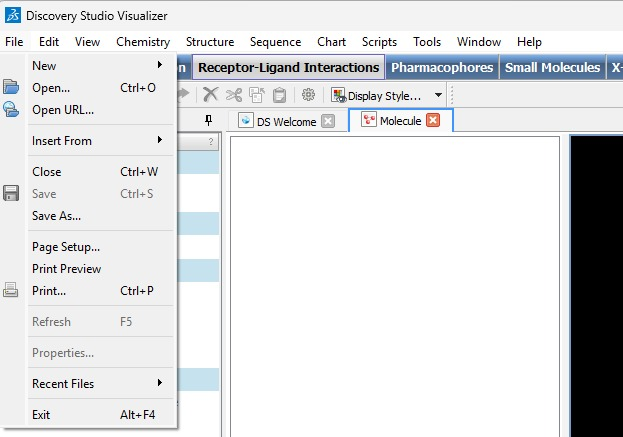 Discovery Studio Visualizer
File Edit View Chemistry Structure Sequence Chart Scripts Tools Window Help
Receptor-Ligand Interactions Pharmacophores Small Molecules X-
Display Style...
DS Welcome Molecule
New
Open... Ctrl+O
Open URL...
Insert From
Close Ctrl+W
Save Ctrl+S
Save As...
Page Setup...
Print Preview
Print... Ctrl+P
Refresh F5
Properties...
Recent Files
Exit Alt+F4